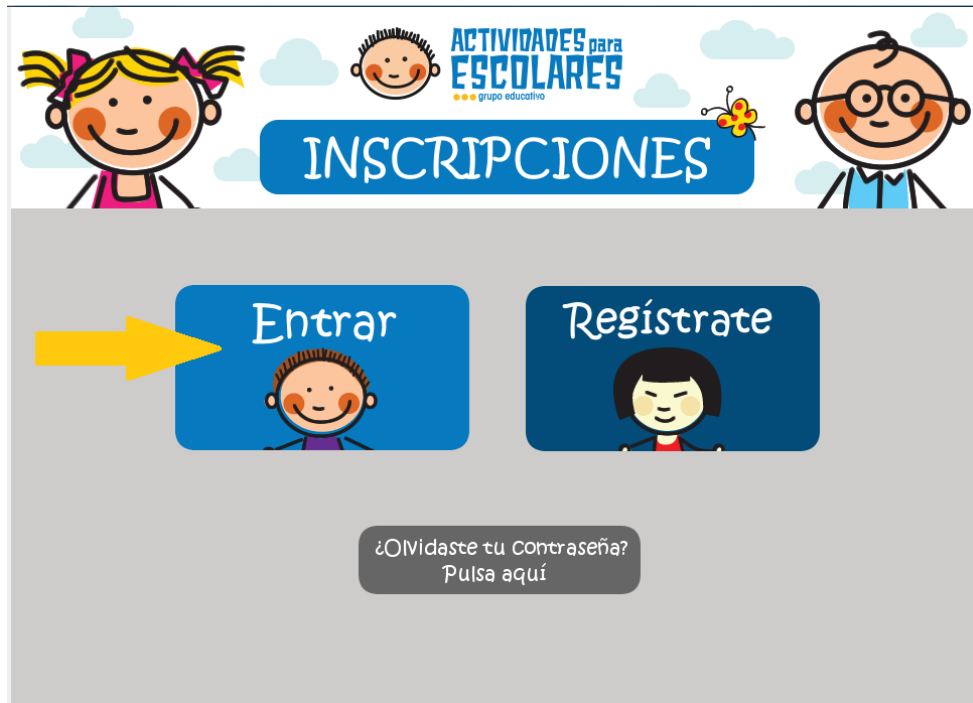 ACTIVIDADES para
ESCOLARES
grupo educativo
INSCRIPCIONES
Entrar
Regístrate
¿Olvidaste tu contraseña?
Pulsa aquí